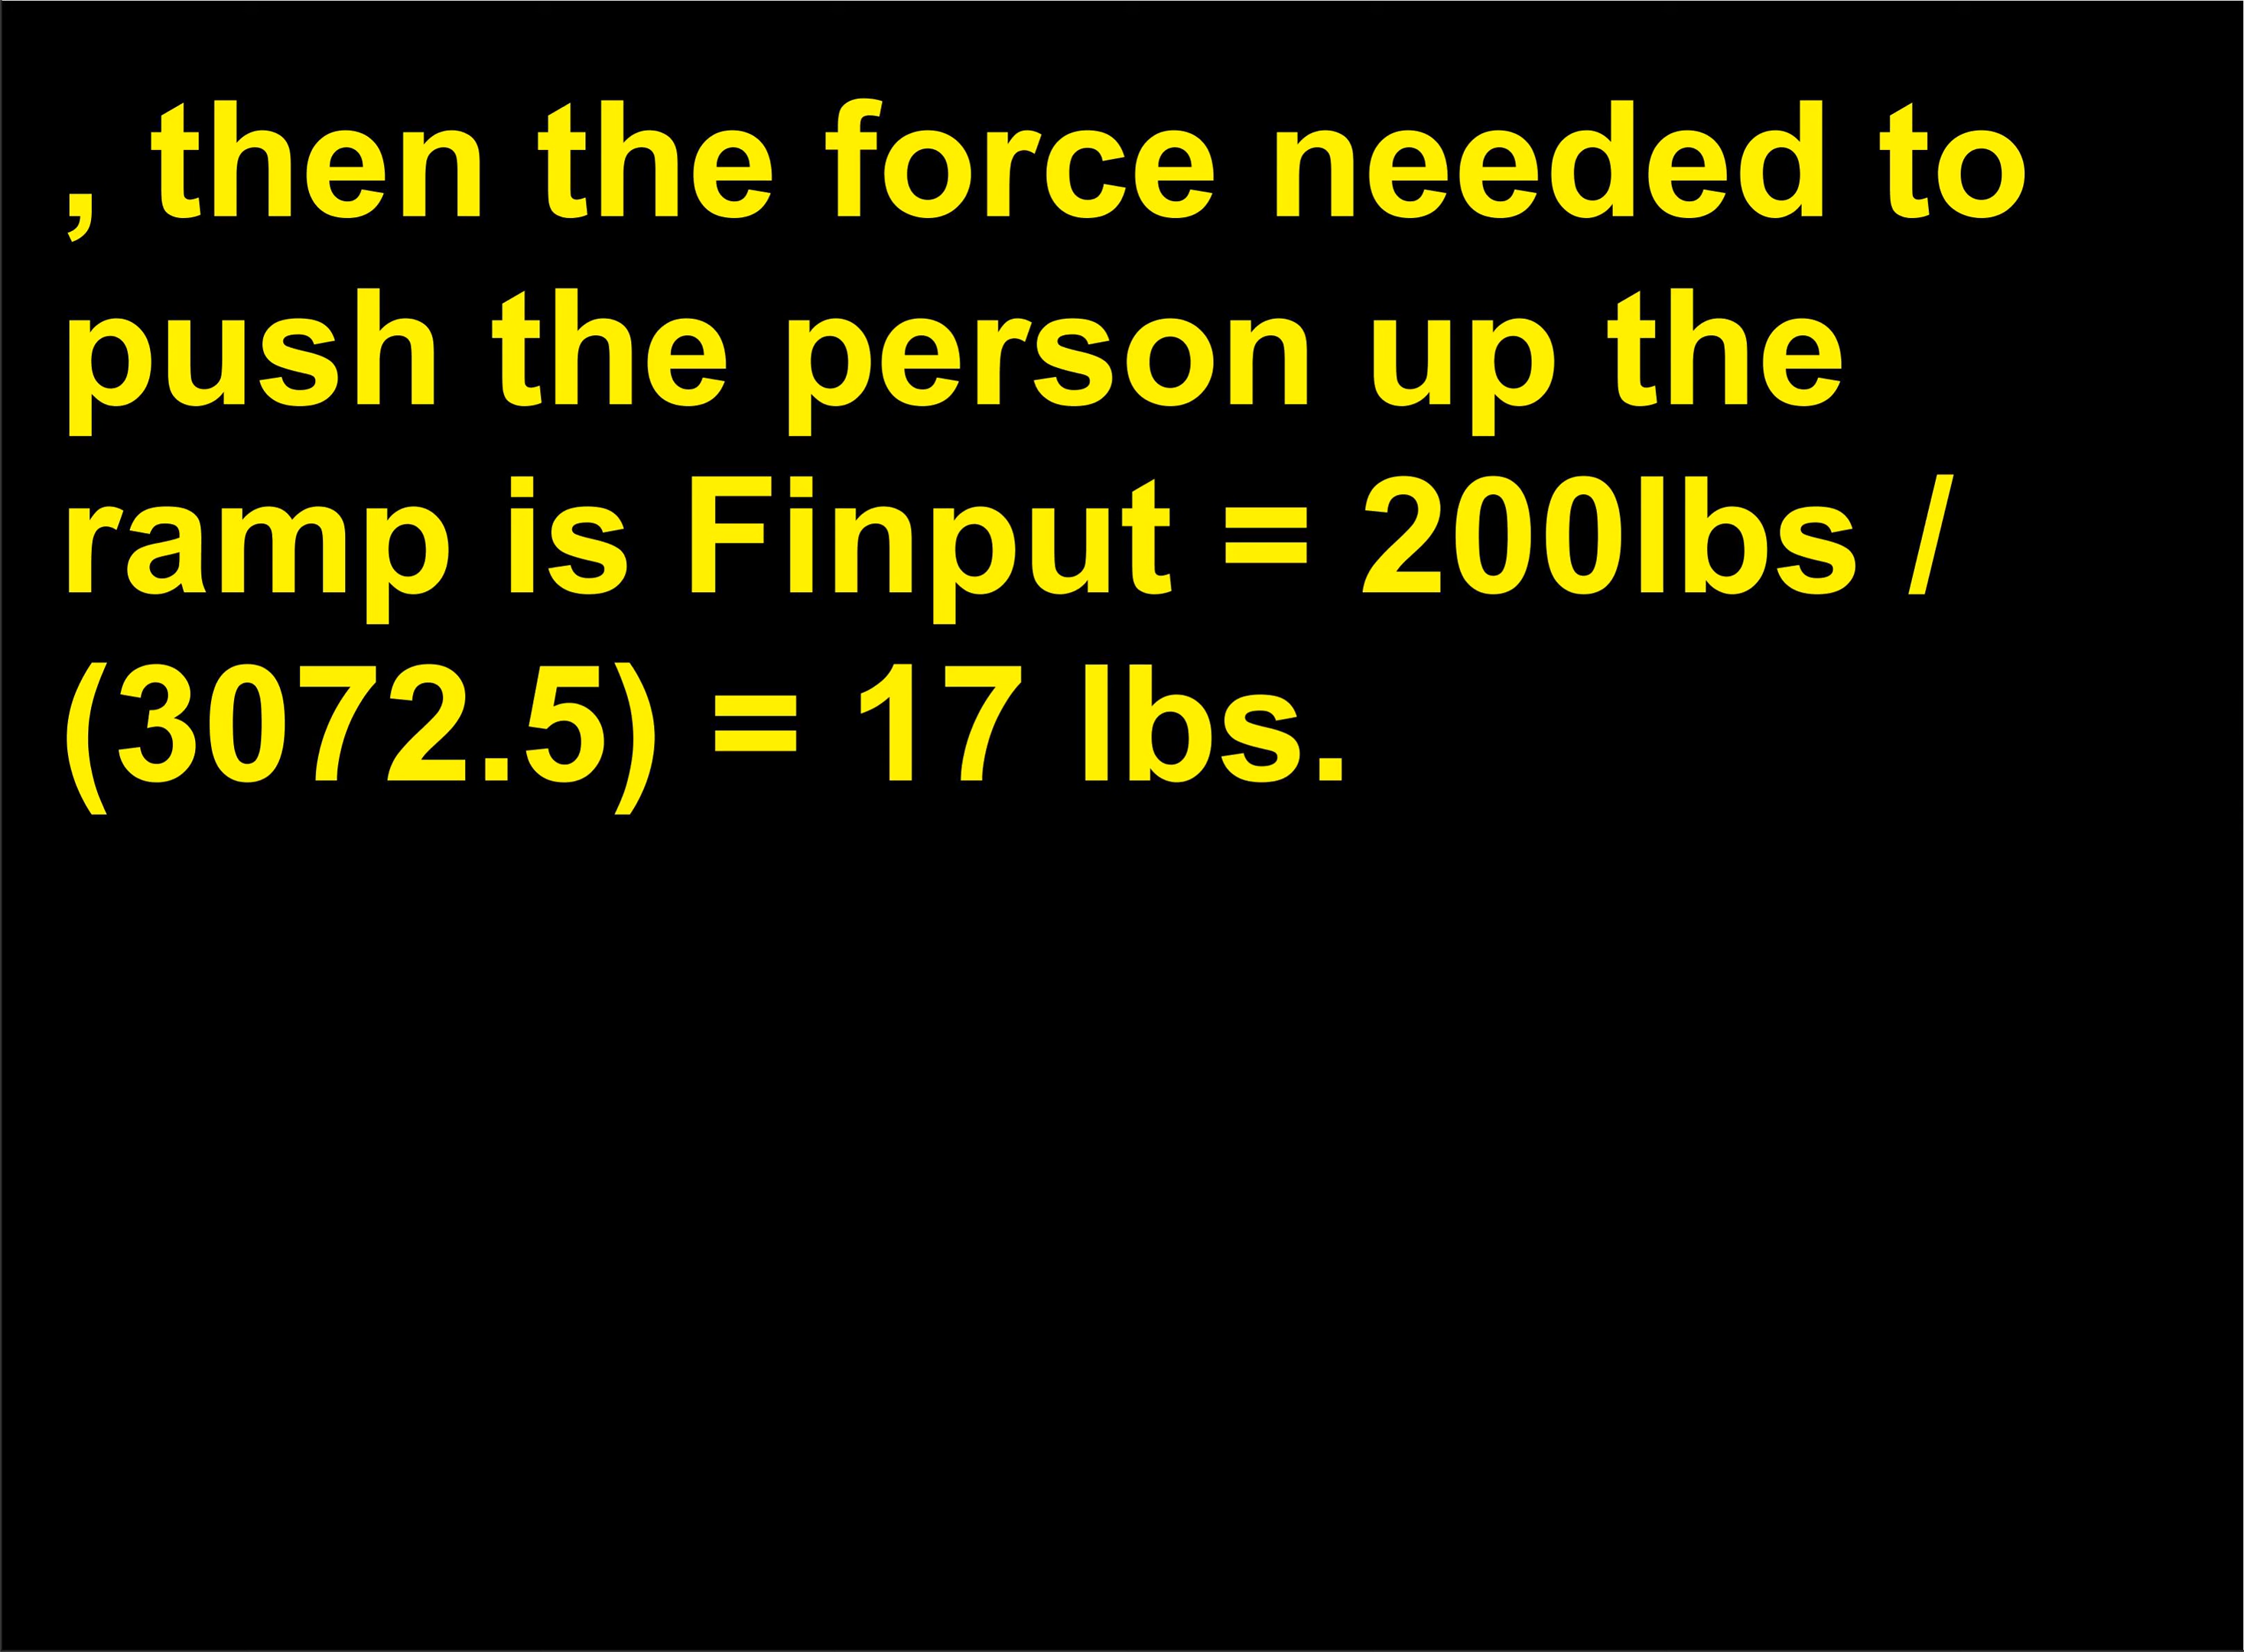 , then the force needed to
push the person up the
ramp is Finput = 200lbs /
(3072.5) = 17 lbs.